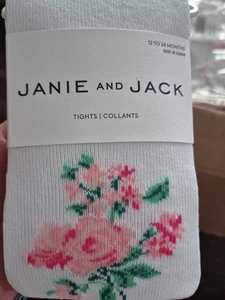 12 TO 24 MONTHS
JANIE AND JACK
TIGHTS | COLLANTS